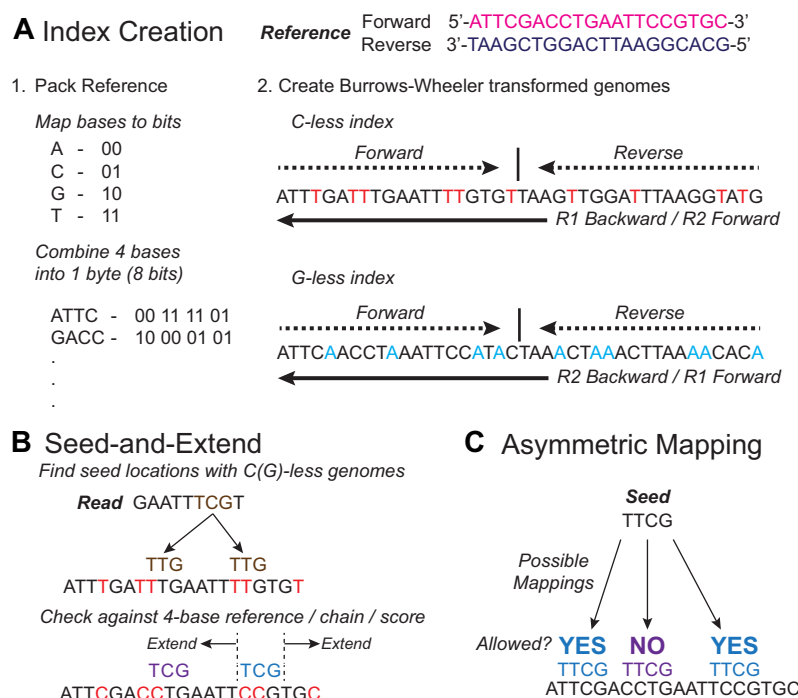 A Index Creation
Reference
Forward 5'-ATTCGACCTGAATTCCGTGC-3'
Reverse 3'-TAAGCTGGACTTAAGGCACG-5'
1. Pack Reference
Map bases to bits
A - 00
C - 01
G - 10
T - 11
Combine 4 bases
into 1 byte (8 bits)
ATTC - 00 11 11 01
GACC - 10 00 01 01
.
.
.
2. Create Burrows-Wheeler transformed genomes
C-less index
Forward Reverse
ATTTGATTTGAATTTTGTGTTAAGTTGGATTTAAGGTATG
R1 Backward / R2 Forward
G-less index
Forward Reverse
ATTCAACCTAAATTCCATACTAAACTAAACTTAAAACACA
R2 Backward / R1 Forward
B Seed-and-Extend
Find seed locations with C(G)-less genomes
Read GAATTTCGT
TTG TTG
ATTTGATTTGAATTTTGTGT
Check against 4-base reference / chain / score
Extend Extend
TCG TCG
ATTCGACCTGAATTCCGTGC
C Asymmetric Mapping
Seed
TTCG
Possible
Mappings
Allowed? YES NO YES
TTCG TTCG TTCG
ATTCGACCTGAATTCCGTGC